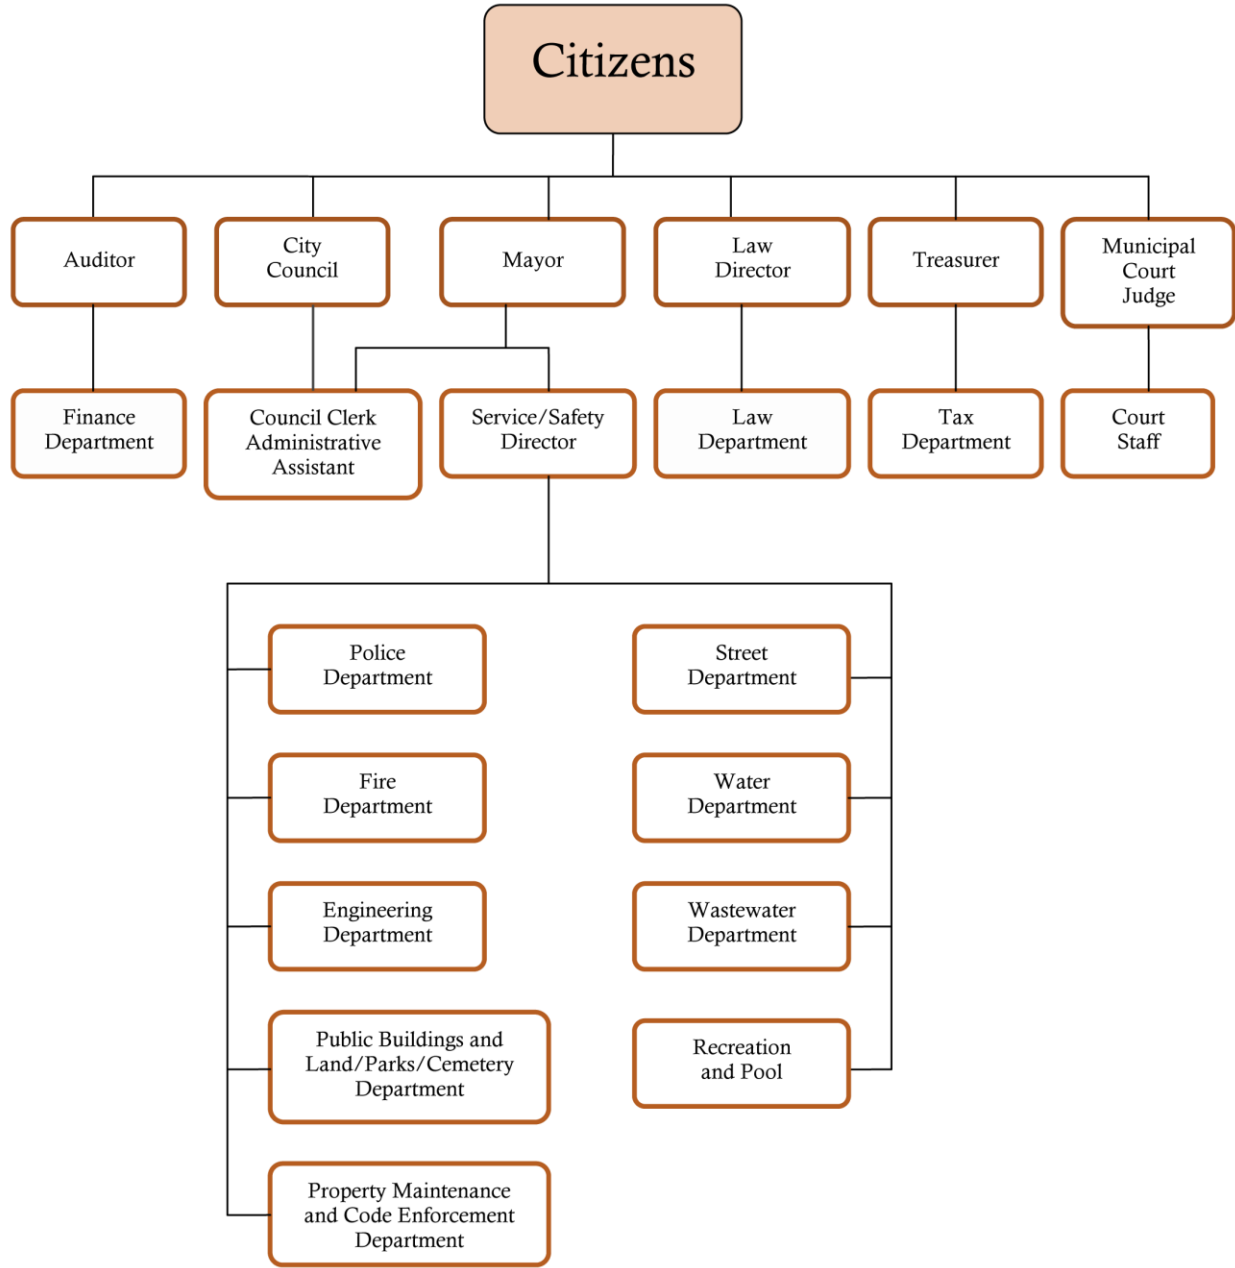 Citizens
Auditor
City
Council
Mayor
Law
Director
Treasurer
Municipal
Court
Judge
Finance
Department
Council Clerk
Administrative
Assistant
Service/Safety
Director
Law
Department
Tax
Department
Court
Staff
Police
Department
Street
Department
Fire
Department
Water
Department
Engineering
Department
Wastewater
Department
Public Buildings and
Land/Parks/Cemetery
Department
Recreation
and Pool
Property Maintenance
and Code Enforcement
Department